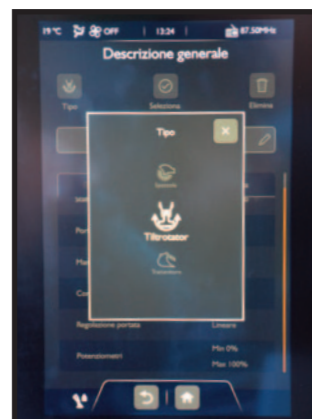 19°C OFF 13:24 87.50MHz
Descrizione generale
Tipo Seleziona Elimina
Tipo
Tiltrotator
Regolazione portata Lineare
Potenziometri Min 0%
Max 100%